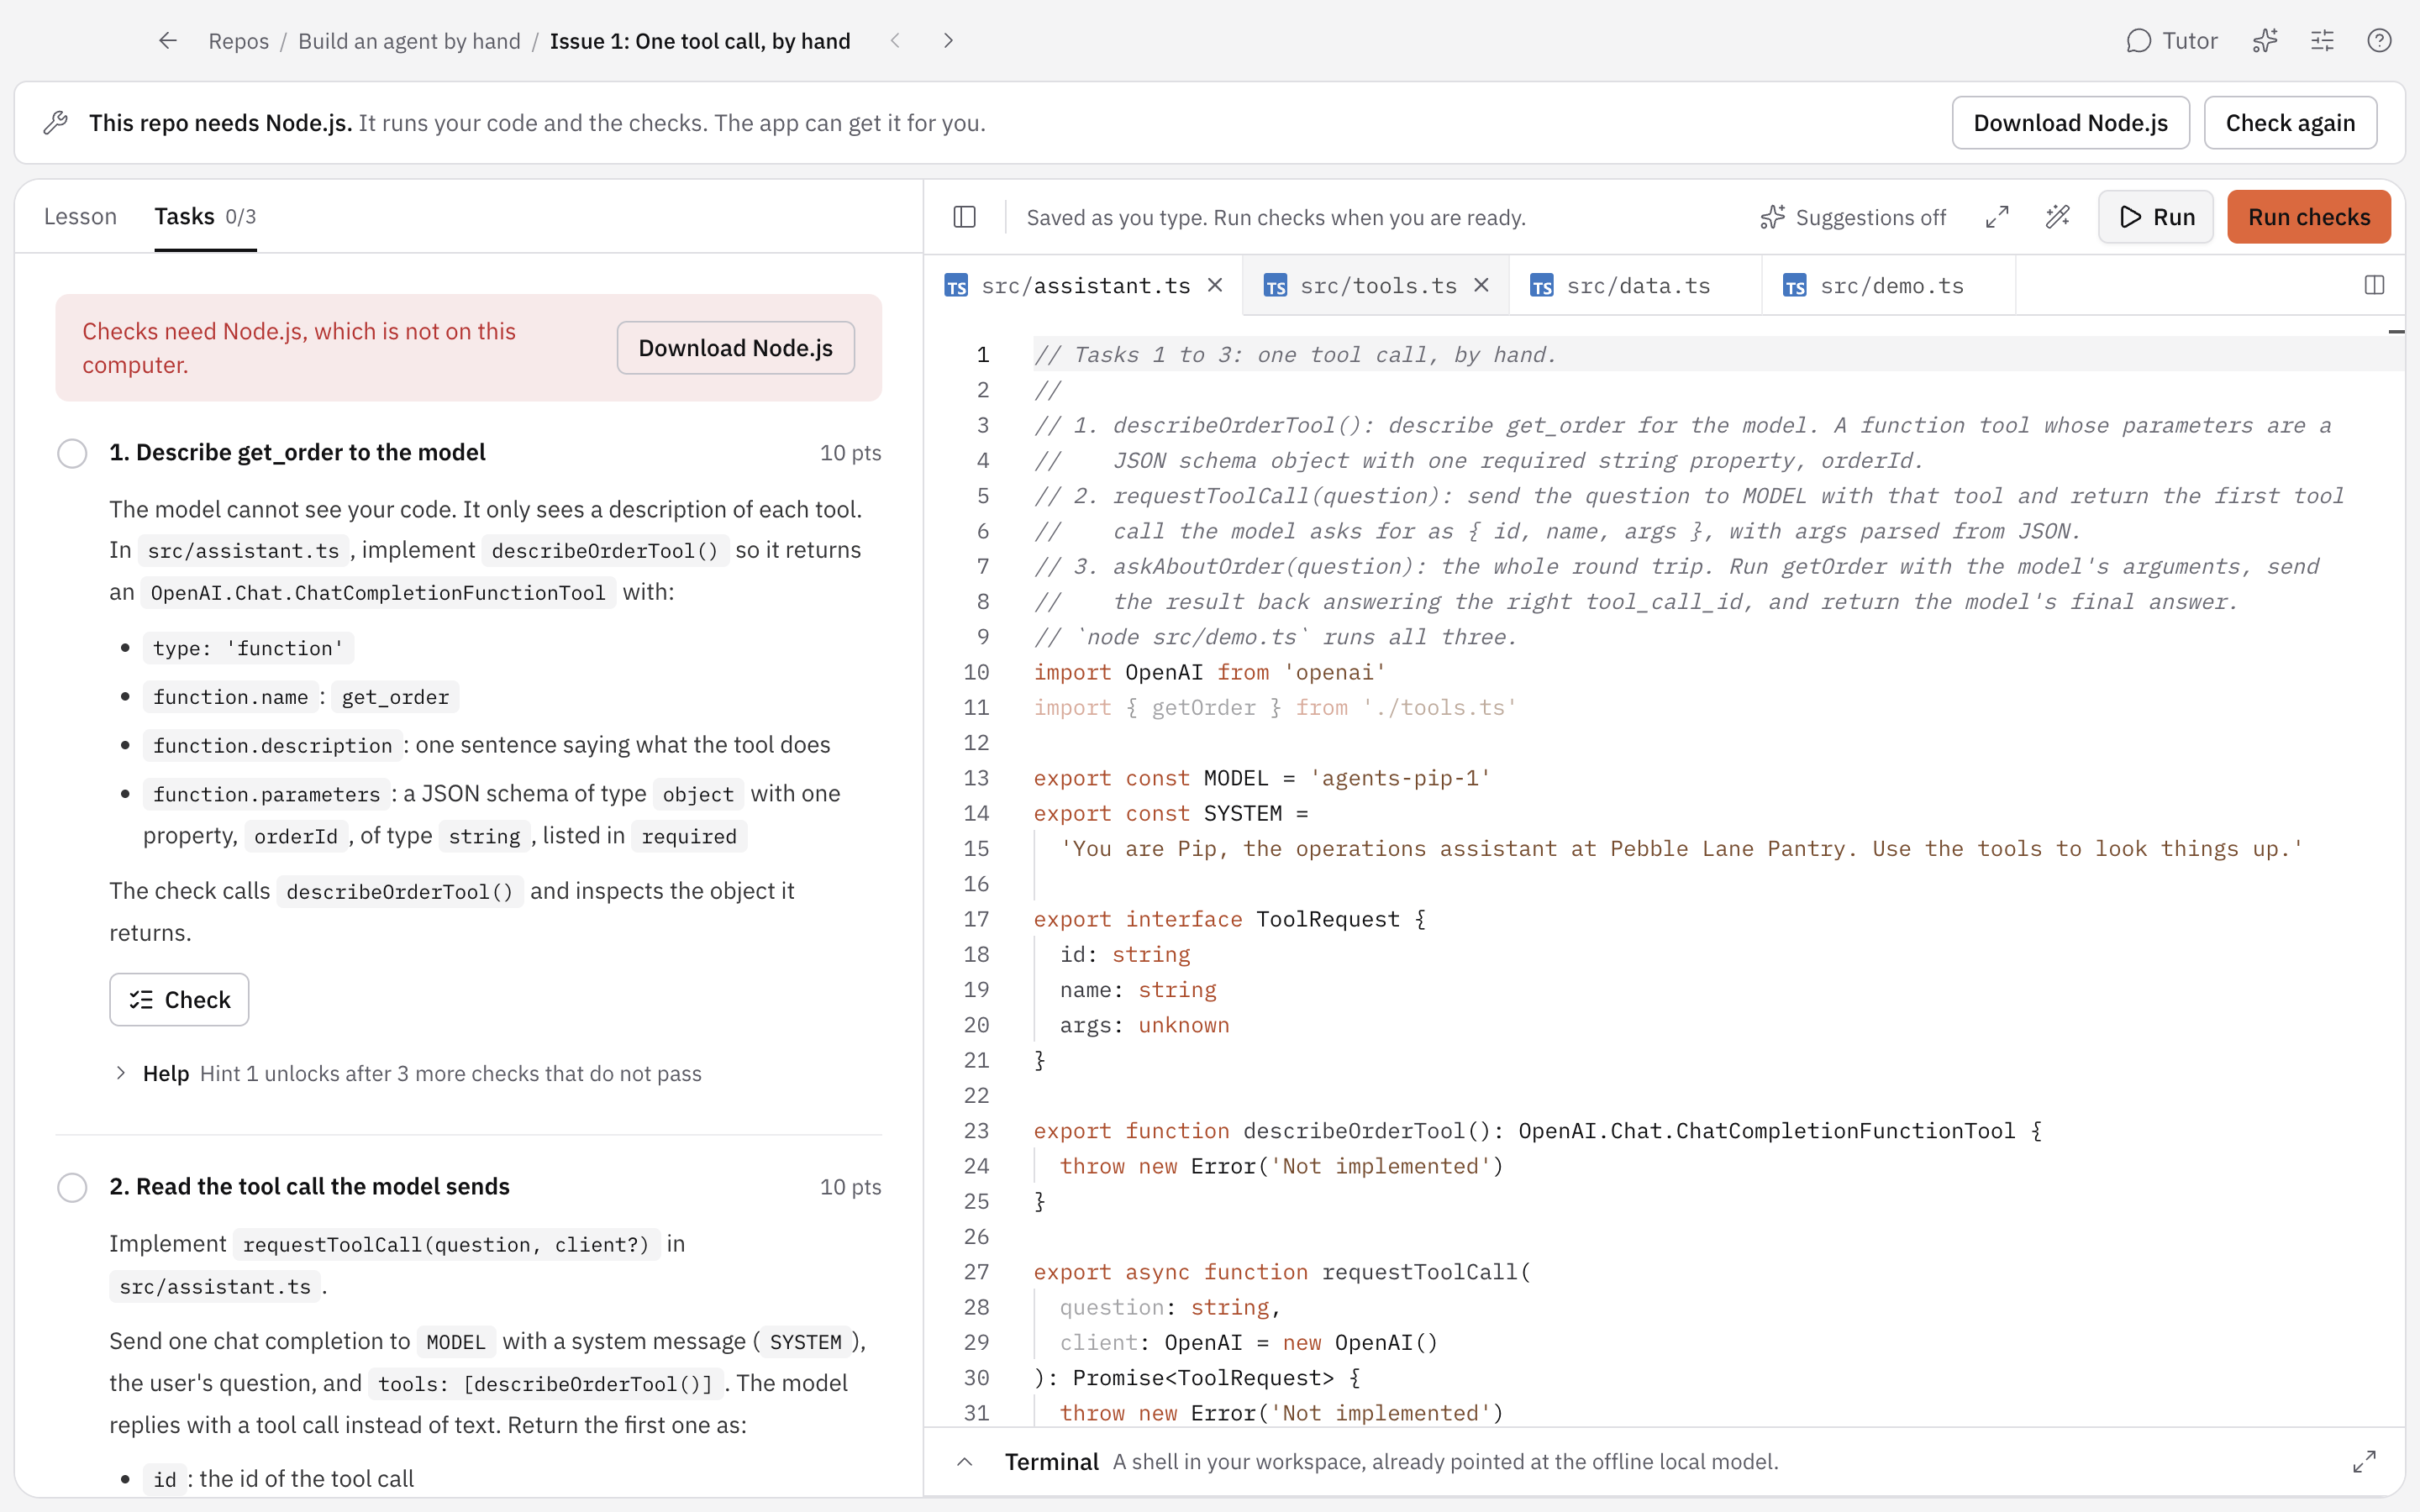 Repos / Build an agent by hand / Issue 1: One tool call, by hand
Tutor
This repo needs Node.js. It runs your code and the checks. The app can get it for you.
Download Node.js
Check again
Lesson
Tasks 0/3
Checks need Node.js, which is not on this
computer.
Download Node.js
1. Describe get_order to the model
10 pts
The model cannot see your code. It only sees a description of each tool.
In src/assistant.ts, implement describeOrderTool() so it returns
an OpenAI.Chat.ChatCompletionFunctionTool with:
type: 'function'
function.name: get_order
function.description: one sentence saying what the tool does
function.parameters: a JSON schema of type object with one
property, orderId, of type string, listed in required
The check calls describeOrderTool() and inspects the object it
returns.
Check
Help Hint 1 unlocks after 3 more checks that do not pass
2. Read the tool call the model sends
10 pts
Implement requestToolCall(question, client?) in
src/assistant.ts.
Send one chat completion to MODEL with a system message (SYSTEM),
the user's question, and tools: [describeOrderTool()]. The model
replies with a tool call instead of text. Return the first one as:
id: the id of the tool call
Saved as you type. Run checks when you are ready.
Suggestions off
Run
Run checks
TS src/assistant.ts
TS src/tools.ts
TS src/data.ts
TS src/demo.ts
1 // Tasks 1 to 3: one tool call, by hand.
2 //
3 // 1. describeOrderTool(): describe get_order for the model. A function tool whose parameters are a
4 //    JSON schema object with one required string property, orderId.
5 // 2. requestToolCall(question): send the question to MODEL with that tool and return the first tool
6 //    call the model asks for as { id, name, args }, with args parsed from JSON.
7 // 3. askAboutOrder(question): the whole round trip. Run getOrder with the model's arguments, send
8 //    the result back answering the right tool_call_id, and return the model's final answer.
9 // `node src/demo.ts` runs all three.
10 import OpenAI from 'openai'
11 import { getOrder } from './tools.ts'
12
13 export const MODEL = 'agents-pip-1'
14 export const SYSTEM =
15   'You are Pip, the operations assistant at Pebble Lane Pantry. Use the tools to look things up.'
16
17 export interface ToolRequest {
18   id: string
19   name: string
20   args: unknown
21 }
22
23 export function describeOrderTool(): OpenAI.Chat.ChatCompletionFunctionTool {
24   throw new Error('Not implemented')
25 }
26
27 export async function requestToolCall(
28   question: string,
29   client: OpenAI = new OpenAI()
30 ): Promise<ToolRequest> {
31   throw new Error('Not implemented')
Terminal A shell in your workspace, already pointed at the offline local model.